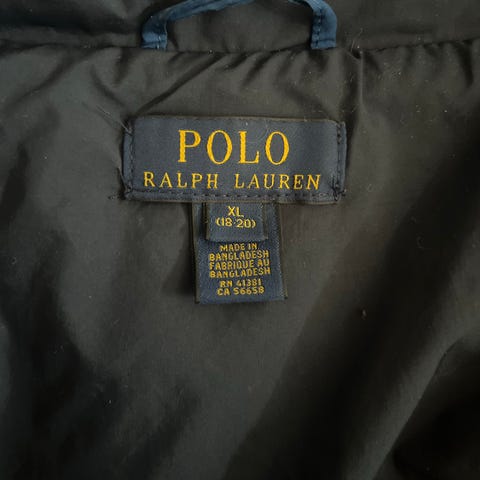 POLO
RALPH LAUREN
XL
(18-20)
MADE IN
BANGLADESH
FABRIQUE AU
BANGLADESH
RN 41381
CA 56658